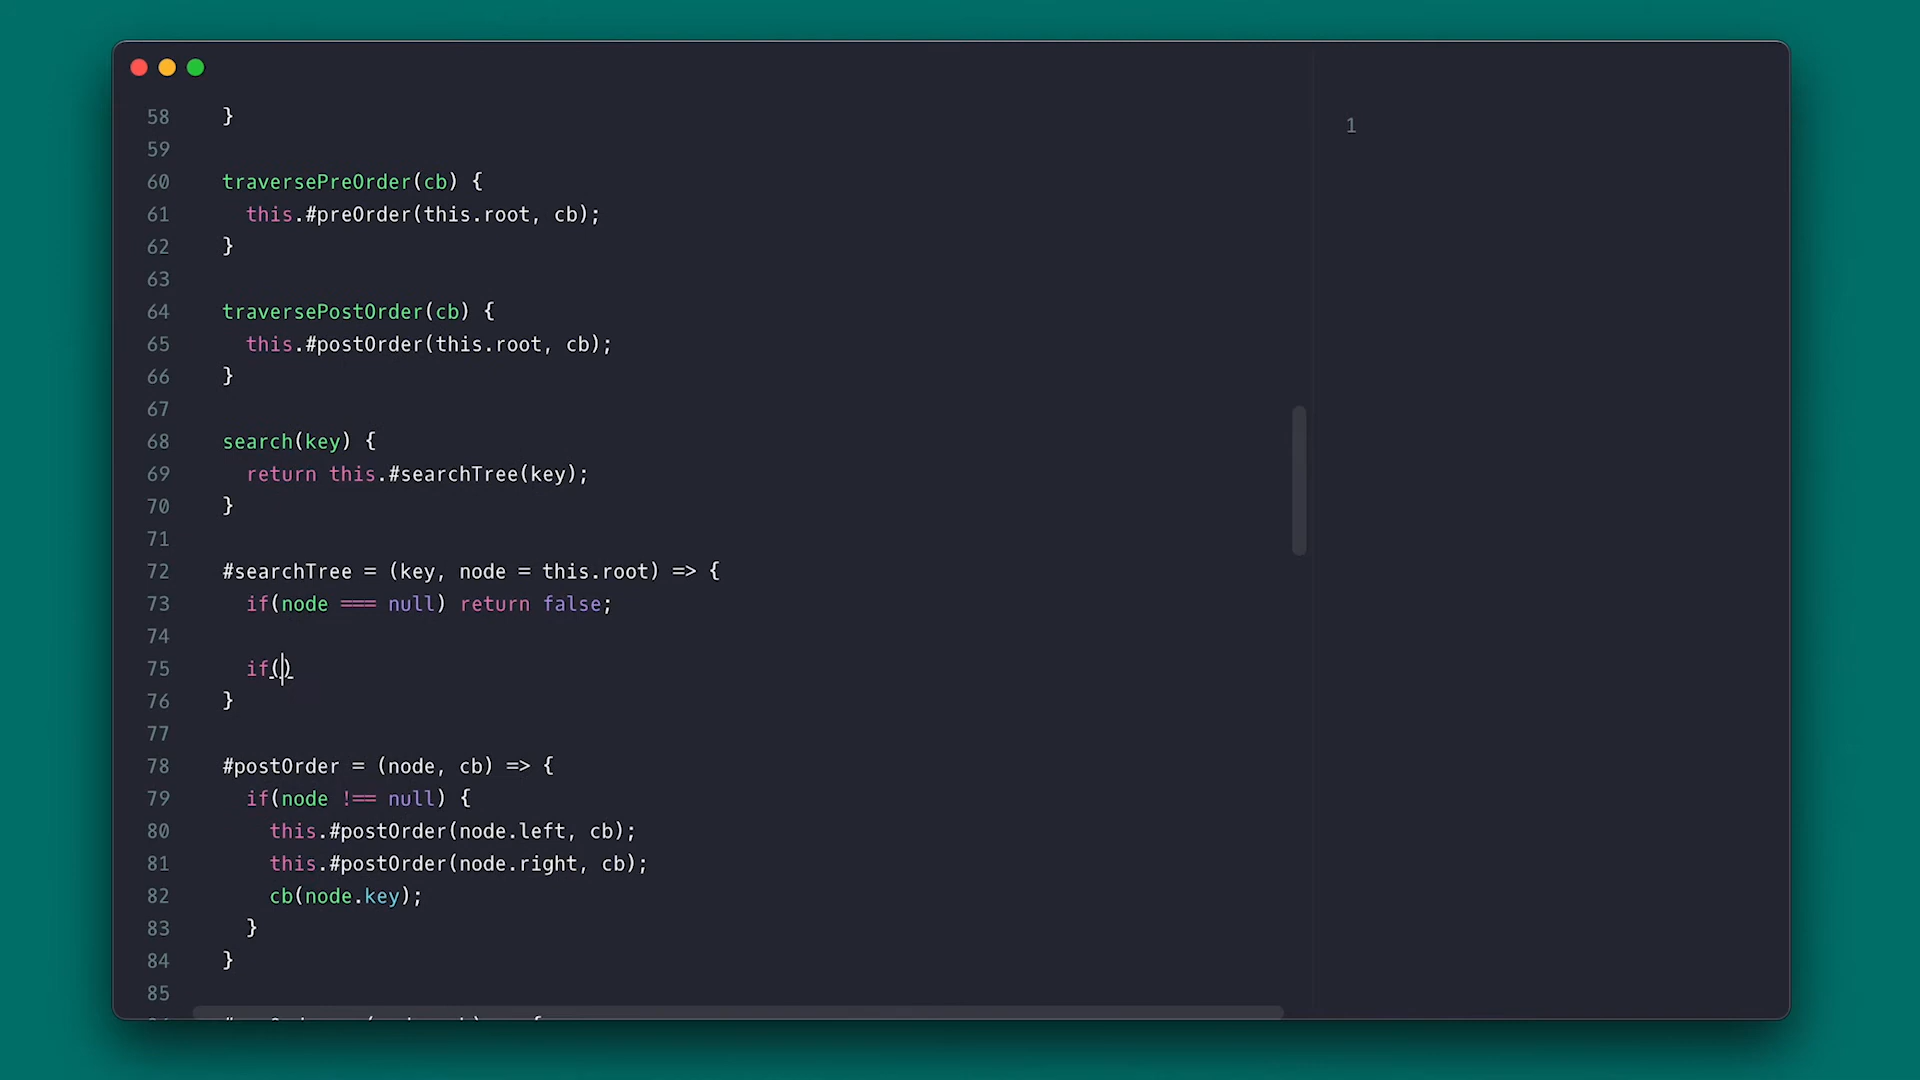 58 }
59
60 traversePreOrder(cb) {
61 this.#preOrder(this.root, cb);
62 }
63
64 traversePostOrder(cb) {
65 this.#postOrder(this.root, cb);
66 }
67
68 search(key) {
69 return this.#searchTree(key);
70 }
71
72 #searchTree = (key, node = this.root) => {
73 if(node === null) return false;
74
75 if()
76 }
77
78 #postOrder = (node, cb) => {
79 if(node !== null) {
80 this.#postOrder(node.left, cb);
81 this.#postOrder(node.right, cb);
82 cb(node.key);
83 }
84 }
85
1